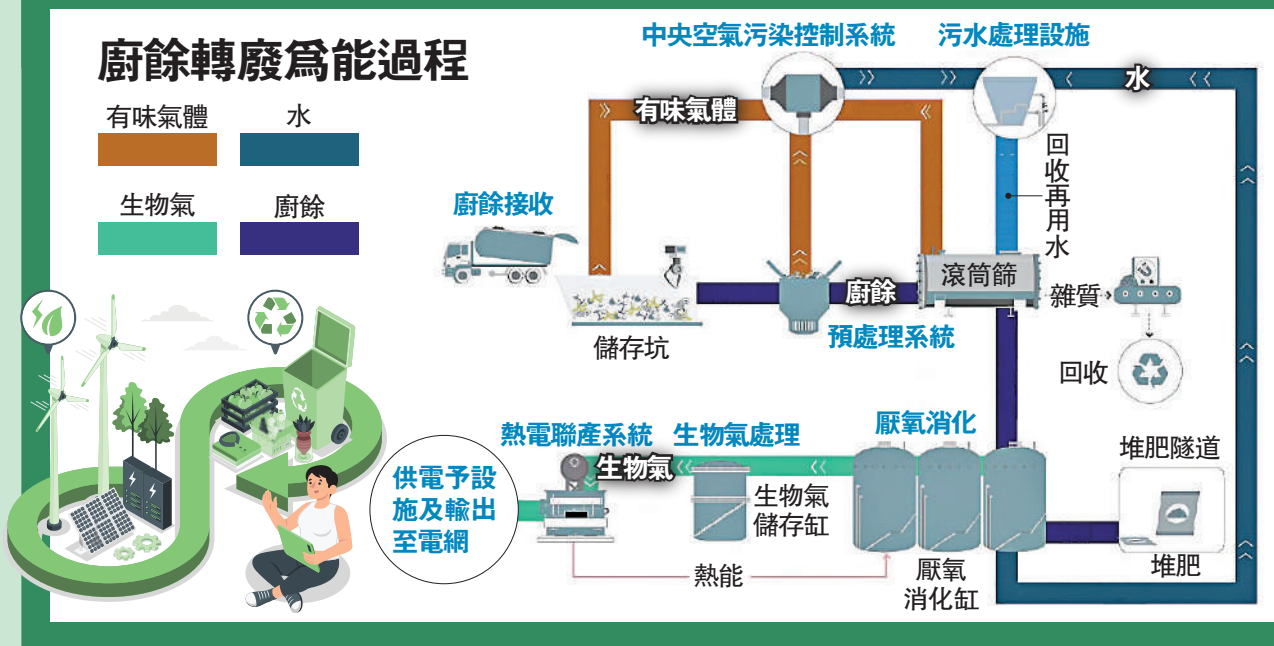 廚餘轉廢爲能過程
有味氣體
水
生物氣
廚餘
中央空氣污染控制系統
污水處理設施
有味氣體
水
回收再用水
廚餘接收
儲存坑
廚餘
預處理系統
滾筒篩
雜質
回收
熱電聯產系統
生物氣處理
厭氧消化
生物氣
供電予設
施及輸出
至電網
生物氣
儲存缸
熱能
厭氧
消化缸
堆肥隧道
堆肥